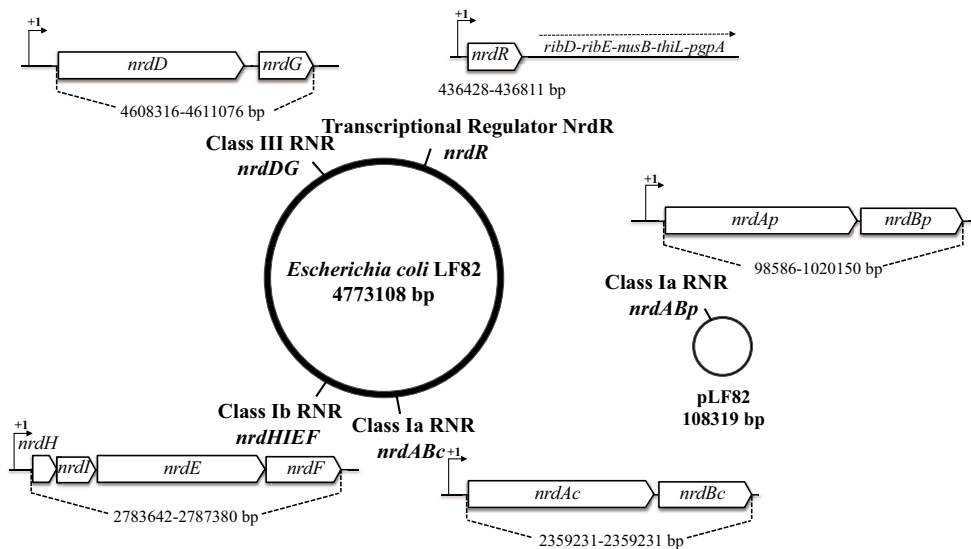 +1
nrdD
nrdG
4608316-4611076 bp
+1
nrdR
ribD-ribE-nusB-thiL-pgpA
436428-436811 bp
Class III RNR
nrdDG
Transcriptional Regulator NrdR
nrdR
+1
nrdAp
nrdBp
98586-1020150 bp
Escherichia coli LF82
4773108 bp
Class Ia RNR
nrdABp
pLF82
108319 bp
Class Ib RNR
nrdHIEF
Class Ia RNR
nrdABc
+1
nrdH
nrdI
nrdE
nrdF
2783642-2787380 bp
+1
nrdAc
nrdBc
2359231-2359231 bp